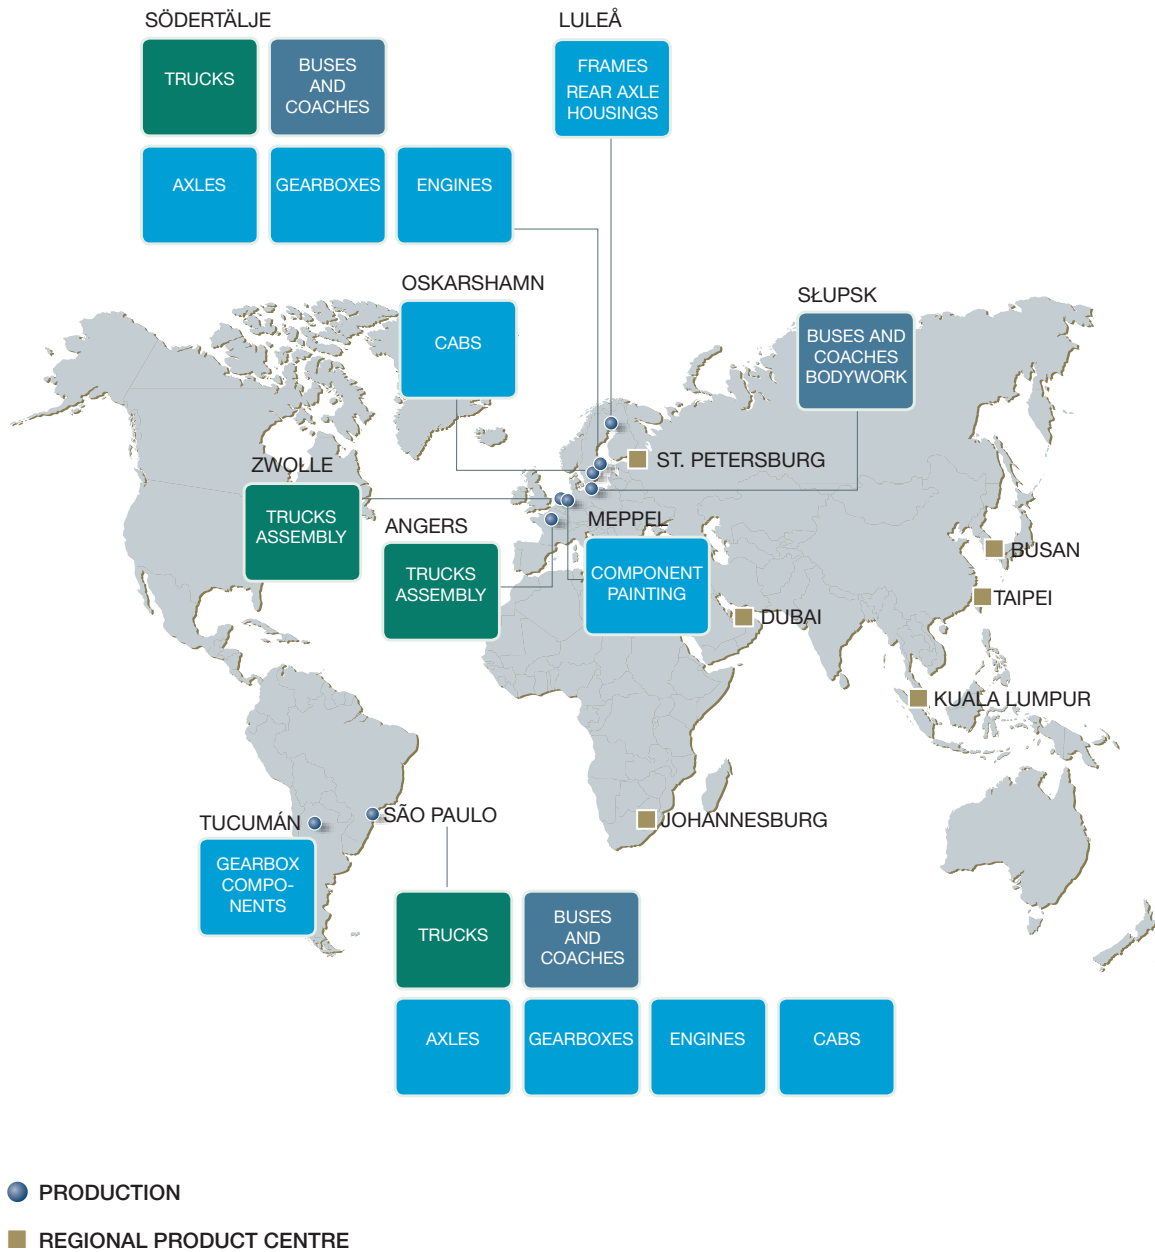 SÖDERTÄLJE
TRUCKS
BUSES
AND
COACHES
AXLES
GEARBOXES
ENGINES
LULEÅ
FRAMES
REAR AXLE
HOUSINGS
OSKARSHAMN
CABS
SŁUPSK
BUSES AND
COACHES
BODYWORK
ST. PETERSBURG
ZWOLLE
TRUCKS
ASSEMBLY
ANGERS
TRUCKS
ASSEMBLY
MEPPEL
COMPONENT
PAINTING
BUSAN
TAIPEI
DUBAI
KUALA LUMPUR
JOHANNESBURG
TUCUMÁN
GEARBOX
COMPO-
NENTS
SÃO PAULO
TRUCKS
BUSES
AND
COACHES
AXLES
GEARBOXES
ENGINES
CABS
PRODUCTION
REGIONAL PRODUCT CENTRE